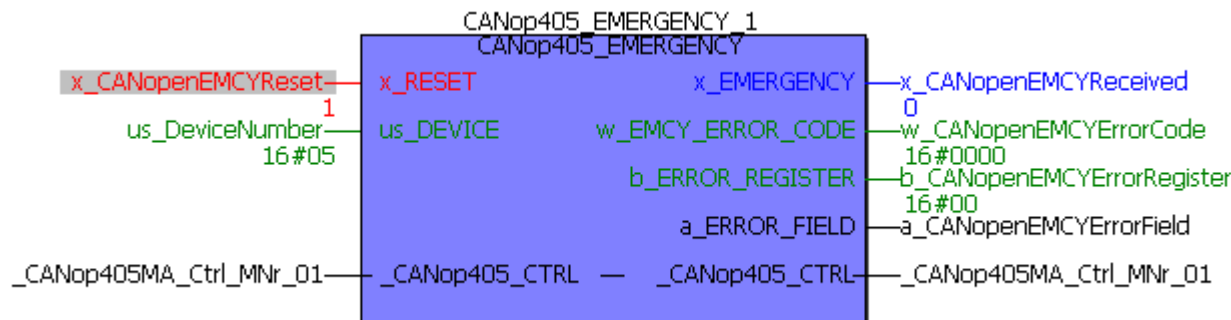 CANop405_EMERGENCY_1
CANop405_EMERGENCY
x_CANopenEMCYReset x_RESET x_EMERGENCY x_CANopenEMCYReceived
1 0
us_DeviceNumber us_DEVICE w_EMCY_ERROR_CODE w_CANopenEMCYErrorCode
16#05 16#0000
b_ERROR_REGISTER b_CANopenEMCYErrorRegister
16#00
a_ERROR_FIELD a_CANopenEMCYErrorField
_CANop405MA_Ctrl_MNr_01 _CANop405_CTRL — _CANop405_CTRL _CANop405MA_Ctrl_MNr_01